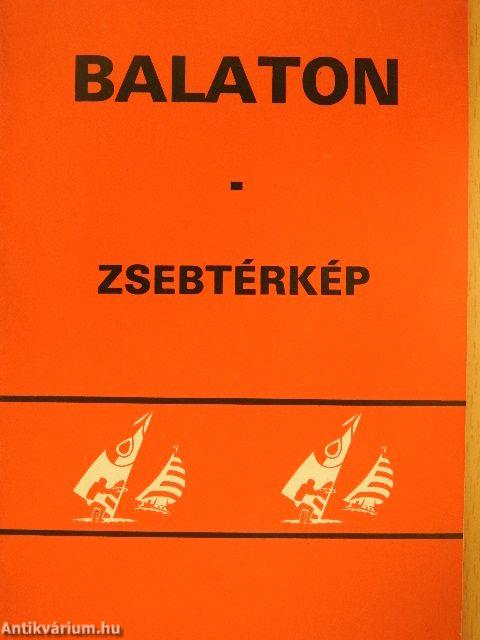 BALATON
-
ZSEBTÉRKÉP
Antikvárium.hu